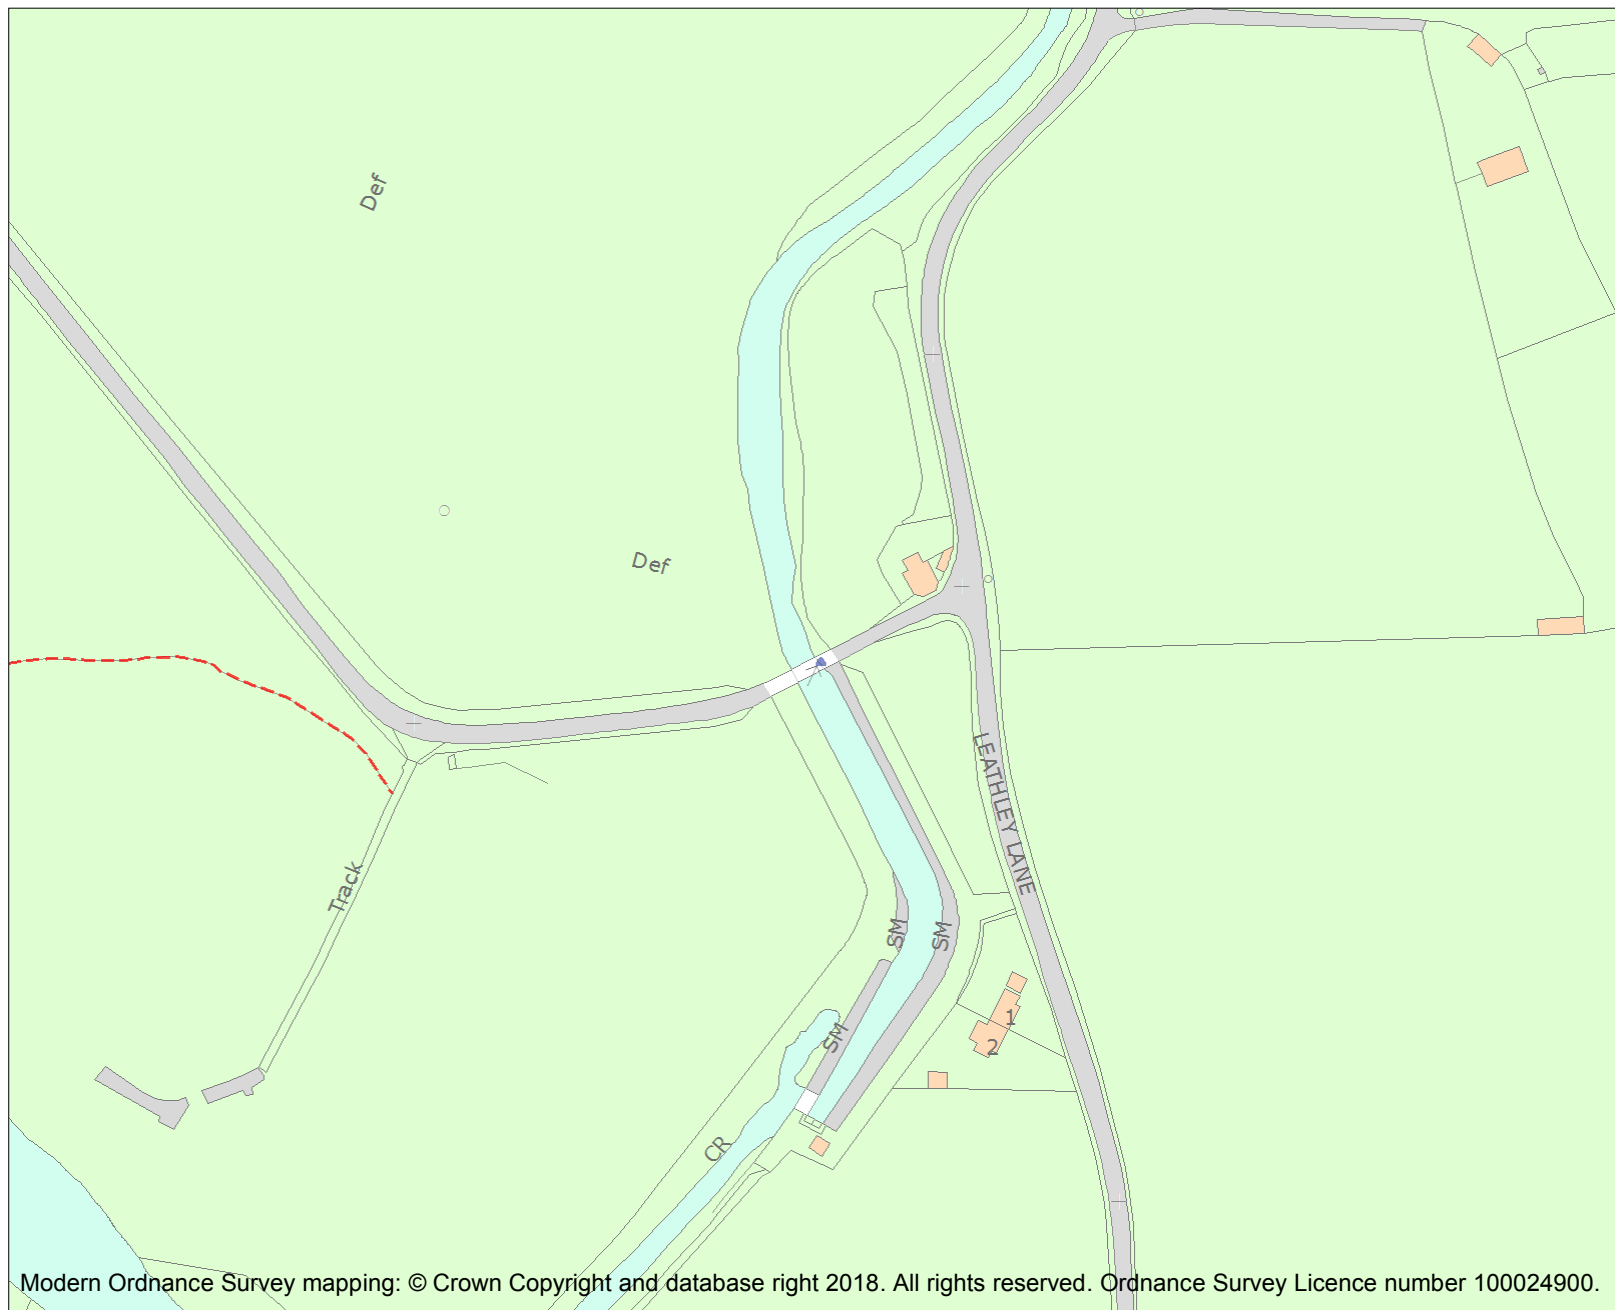 Def
Def
LEATHLEY LANE
Track
SM
SM
SM
1
2
CR
Modern Ordnance Survey mapping: © Crown Copyright and database right 2018. All rights reserved. Ordnance Survey Licence number 100024900.